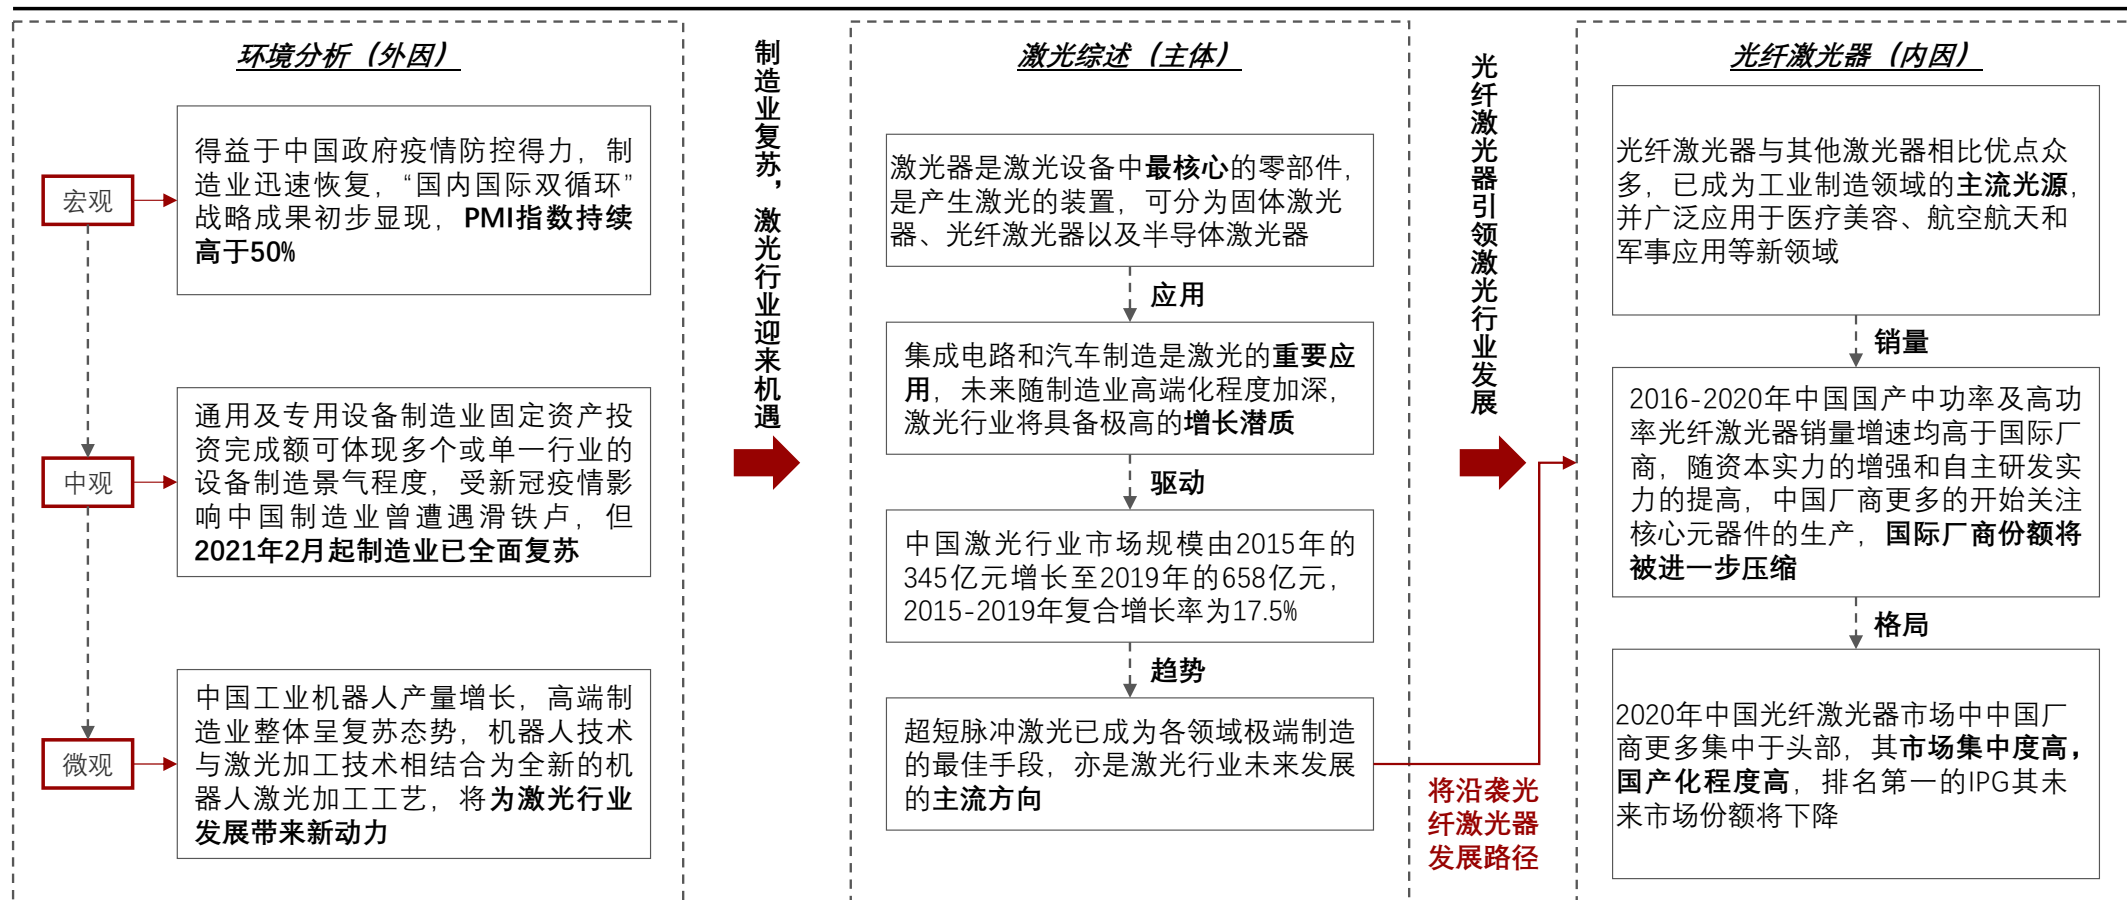 环境分析（外因）
宏观
得益于中国政府疫情防控得力，制
造业迅速恢复，“国内国际双循环”
战略成果初步显现，PMI指数持续
高于50%
中观
通用及专用设备制造业固定资产投
资完成额可体现多个或单一行业的
设备制造景气程度，受新冠疫情影
响中国制造业曾遭遇滑铁卢，但
2021年2月起制造业已全面复苏
微观
中国工业机器人产量增长，高端制
造业整体呈复苏态势，机器人技术
与激光加工技术相结合为全新的机
器人激光加工工艺，将为激光行业
发展带来新动力
制造业复苏，激光行业迎来机遇
激光综述（主体）
激光器是激光设备中最核心的零部件，
是产生激光的装置，可分为固体激光
器、光纤激光器以及半导体激光器
应用
集成电路和汽车制造是激光的重要应
用，未来随制造业高端化程度加深，
激光行业将具备极高的增长潜质
驱动
中国激光行业市场规模由2015年的
345亿元增长至2019年的658亿元，
2015-2019年复合增长率为17.5%
趋势
超短脉冲激光已成为各领域极端制造
的最佳手段，亦是激光行业未来发展
的主流方向
光纤激光器引领激光行业发展
将沿袭光
纤激光器
发展路径
光纤激光器（内因）
光纤激光器与其他激光器相比优点众
多，已成为工业制造领域的主流光源，
并广泛应用于医疗美容、航空航天和
军事应用等新领域
销量
2016-2020年中国国产中功率及高功
率光纤激光器销量增速均高于国际厂
商，随资本实力的增强和自主研发实
力的提高，中国厂商更多的开始关注
核心元器件的生产，国际厂商份额将
被进一步压缩
格局
2020年中国光纤激光器市场中中国厂
商更多集中于头部，其市场集中度高，
国产化程度高，排名第一的IPG其未
来市场份额将下降